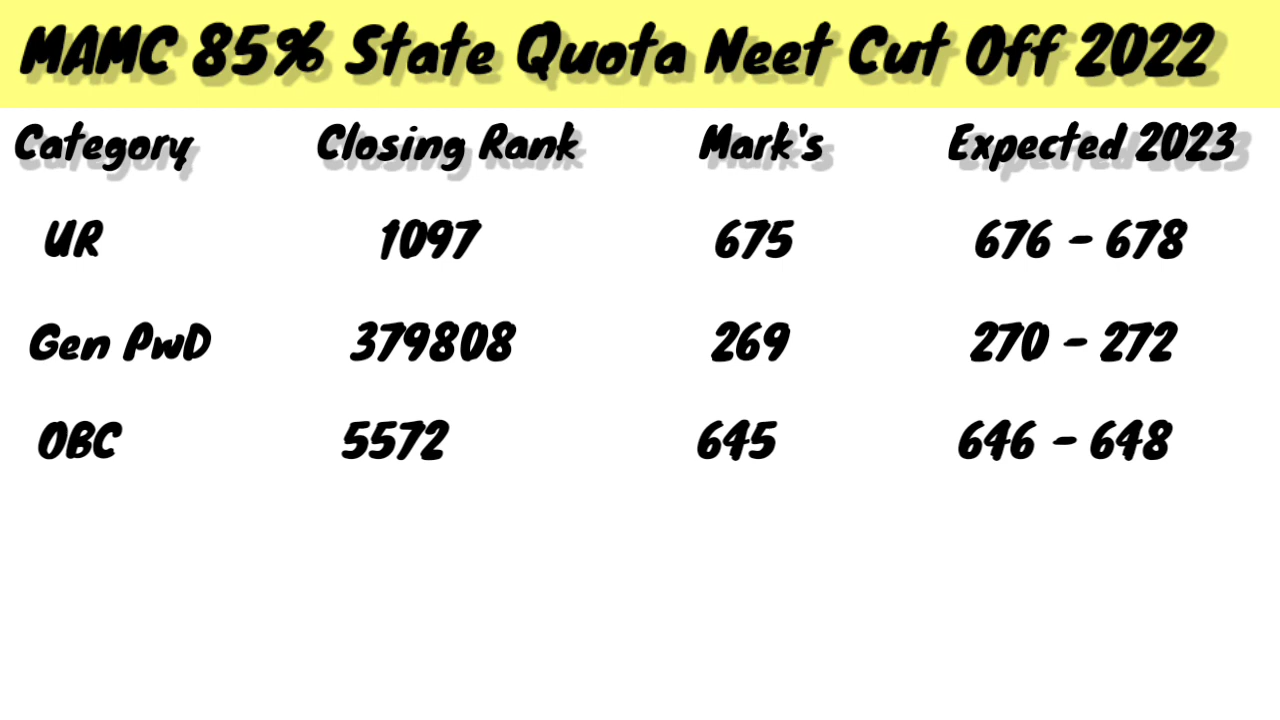 MAMC 85% State Quota Neet Cut Off 2022
Category Closing Rank Mark's Expected 2023
UR 1097 675 676 - 678
Gen PwD 379808 269 270 - 272
OBC 5572 645 646 - 648